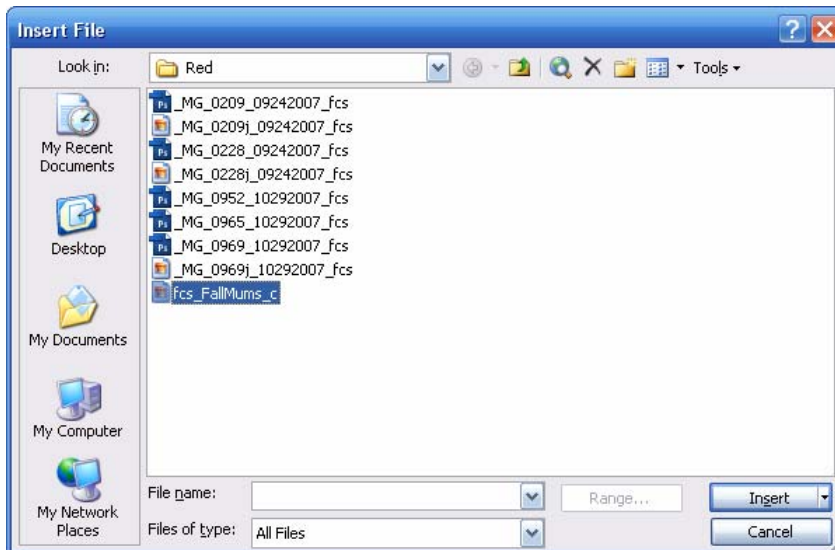 Insert File
Look in: Red Tools
_MG_0209_09242007_fcs
_MG_0209j_09242007_fcs
_MG_0228_09242007_fcs
_MG_0228j_09242007_fcs
_MG_0952_10292007_fcs
_MG_0965_10292007_fcs
_MG_0969_10292007_fcs
_MG_0969j_10292007_fcs
fcs_FallMums_c
My Recent
Documents
Desktop
My Documents
My Computer
My Network
Places
File name: Range... Insert
Files of type: All Files Cancel